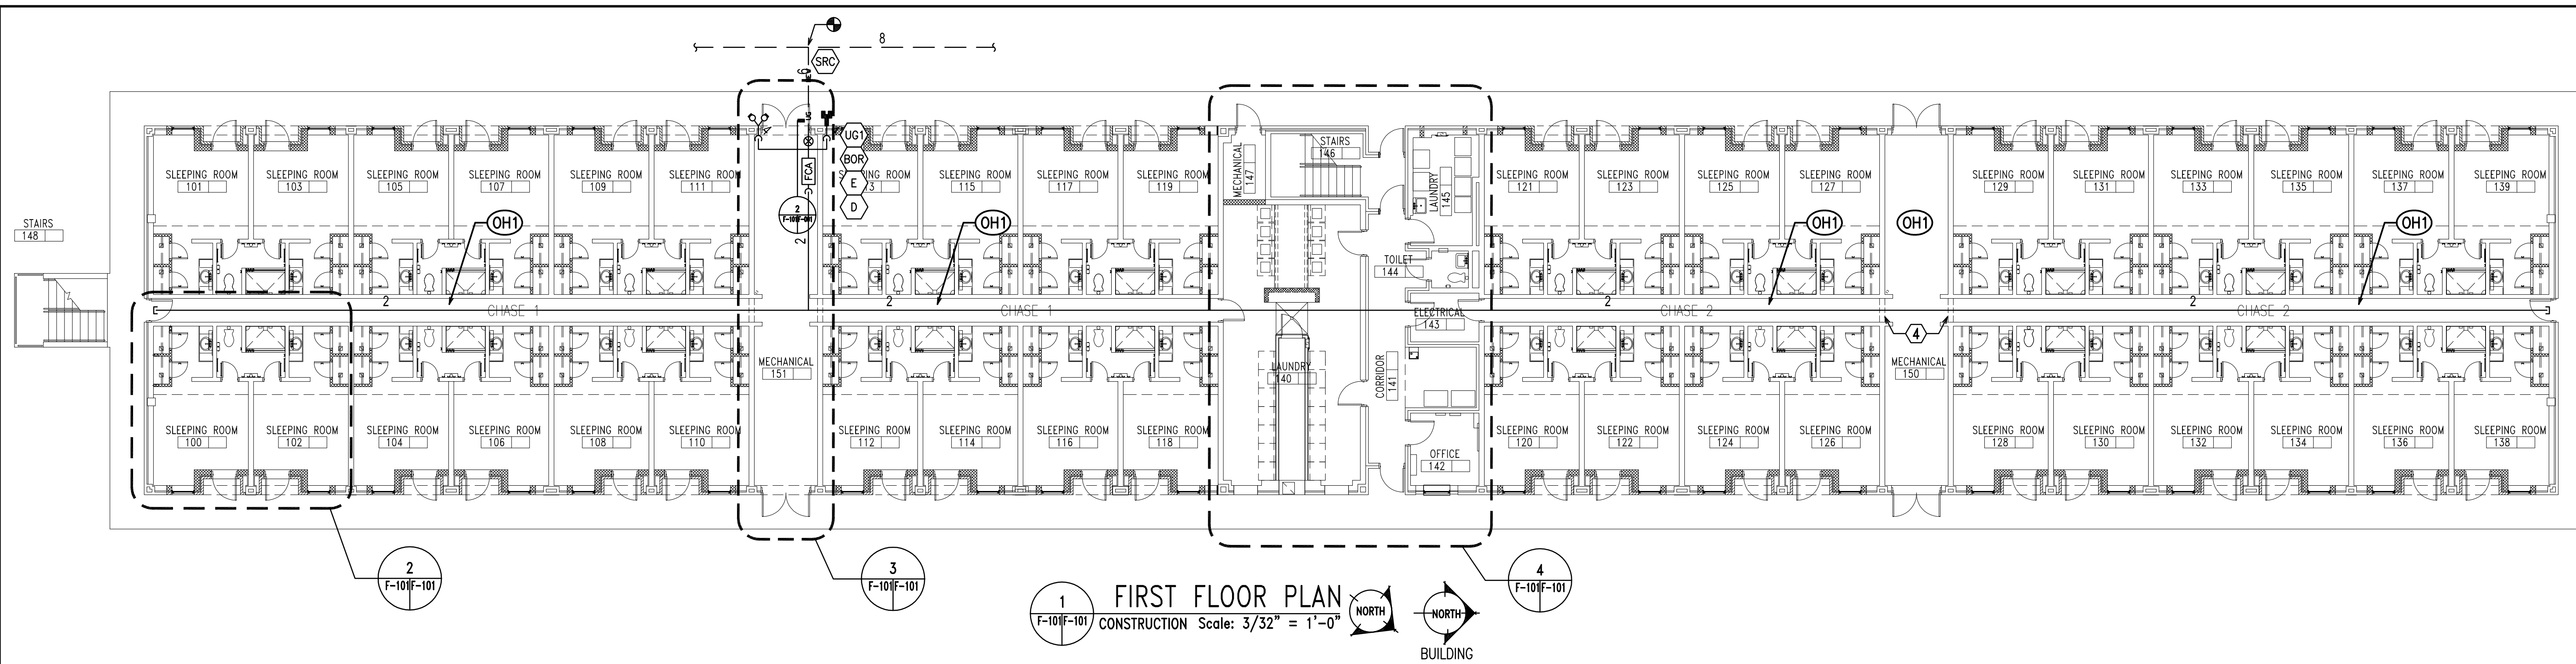 8
SRC
6
UG
UG1
BOR
E
D
FCA
4
2
F-101
F-011
2
SLEEPING ROOM
101
SLEEPING ROOM
103
SLEEPING ROOM
105
SLEEPING ROOM
107
SLEEPING ROOM
109
SLEEPING ROOM
111
SLEEPING ROOM
SLEEPING ROOM
115
SLEEPING ROOM
117
SLEEPING ROOM
119
MECHANICAL
147
STAIRS
146
LAUNDRY
145
SLEEPING ROOM
121
SLEEPING ROOM
123
SLEEPING ROOM
125
SLEEPING ROOM
127
SLEEPING ROOM
129
SLEEPING ROOM
131
SLEEPING ROOM
133
SLEEPING ROOM
135
SLEEPING ROOM
137
SLEEPING ROOM
139
STAIRS
148
OH1
OH1
OH1
OH1
OH1
TOILET
144
2
CHASE 1
2
CHASE 1
ELECTRICAL
143
2
CHASE 2
2
CHASE 2
4
MECHANICAL
151
LAUNDRY
140
CORRIDOR
141
MECHANICAL
150
SLEEPING ROOM
100
SLEEPING ROOM
102
SLEEPING ROOM
104
SLEEPING ROOM
106
SLEEPING ROOM
108
SLEEPING ROOM
110
SLEEPING ROOM
112
SLEEPING ROOM
114
SLEEPING ROOM
116
SLEEPING ROOM
118
OFFICE
142
SLEEPING ROOM
120
SLEEPING ROOM
122
SLEEPING ROOM
124
SLEEPING ROOM
126
SLEEPING ROOM
128
SLEEPING ROOM
130
SLEEPING ROOM
132
SLEEPING ROOM
134
SLEEPING ROOM
136
SLEEPING ROOM
138
2
F-101 F-101
3
F-101 F-101
4
F-101 F-101
1
F-101 F-101
FIRST FLOOR PLAN
CONSTRUCTION Scale: 3/32" = 1'-0"
NORTH
NORTH
BUILDING